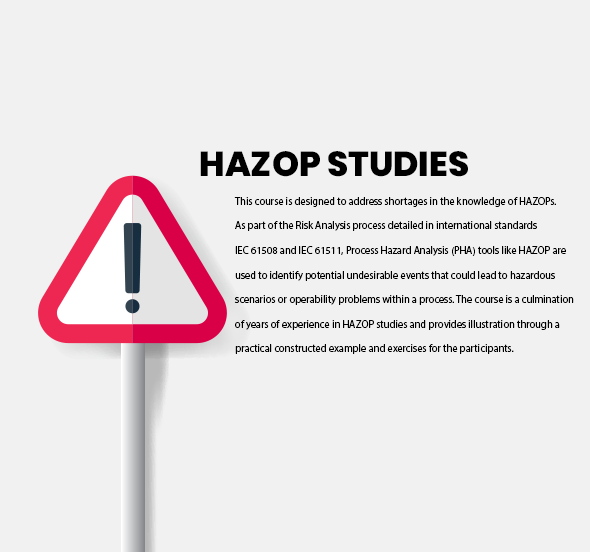 HAZOP STUDIES
This course is designed to address shortages in the knowledge of HAZOPs.
As part of the Risk Analysis process detailed in international standards
IEC 61508 and IEC 61511, Process Hazard Analysis (PHA) tools like HAZOP are
used to identify potential undesirable events that could lead to hazardous
scenarios or operability problems within a process. The course is a culmination
of years of experience in HAZOP studies and provides illustration through a
practical constructed example and exercises for the participants.
!